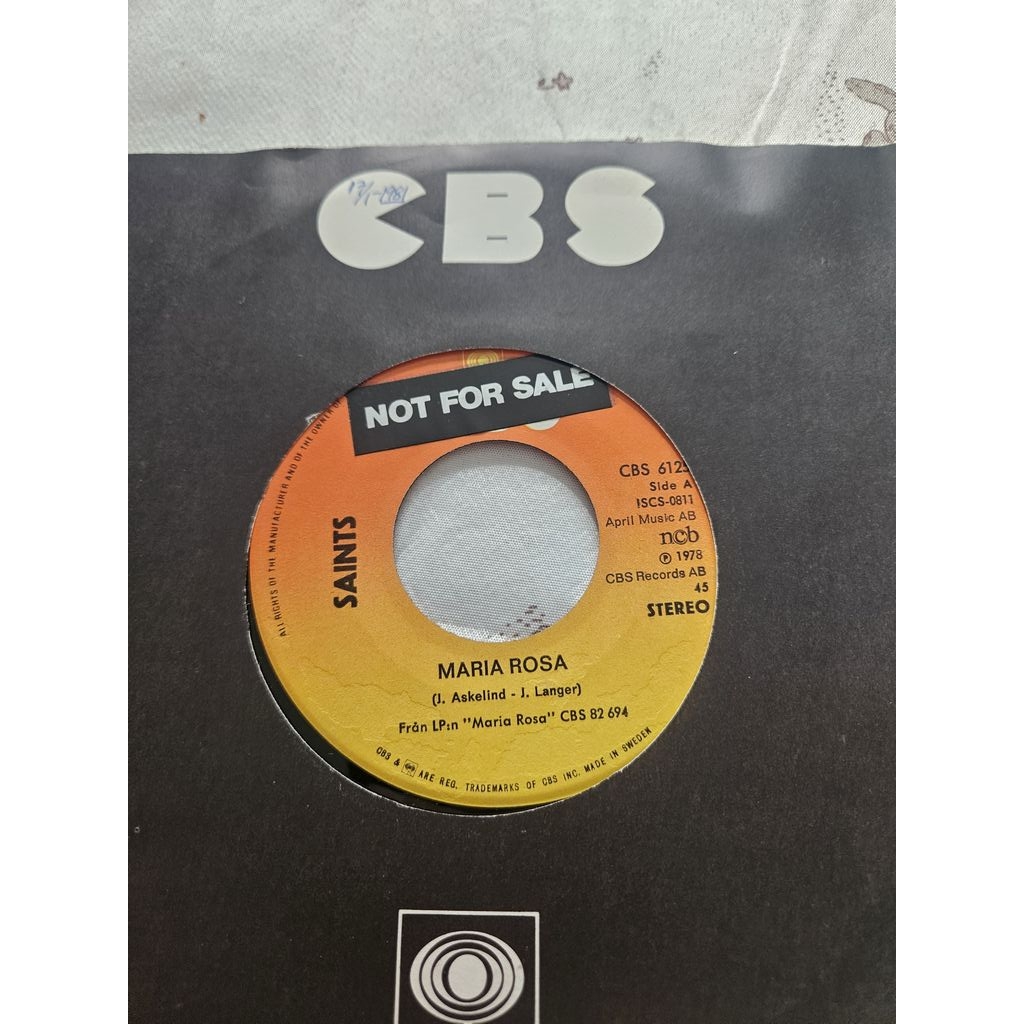 CBS
17/1-1981
NOT FOR SALE
ALL RIGHTS OF THE MANUFACTURER AND OF THE OWNER OF
SAINTS
CBS 6125
Side A
ISCS-0811
April Music AB
ncb
℗ 1978
CBS Records AB
45
STEREO
MARIA ROSA
(J. Askelind - J. Langer)
Från LP:n "Maria Rosa" CBS 82 694
CBS & ARE REG. TRADEMARKS OF CBS INC. MADE IN SWEDEN